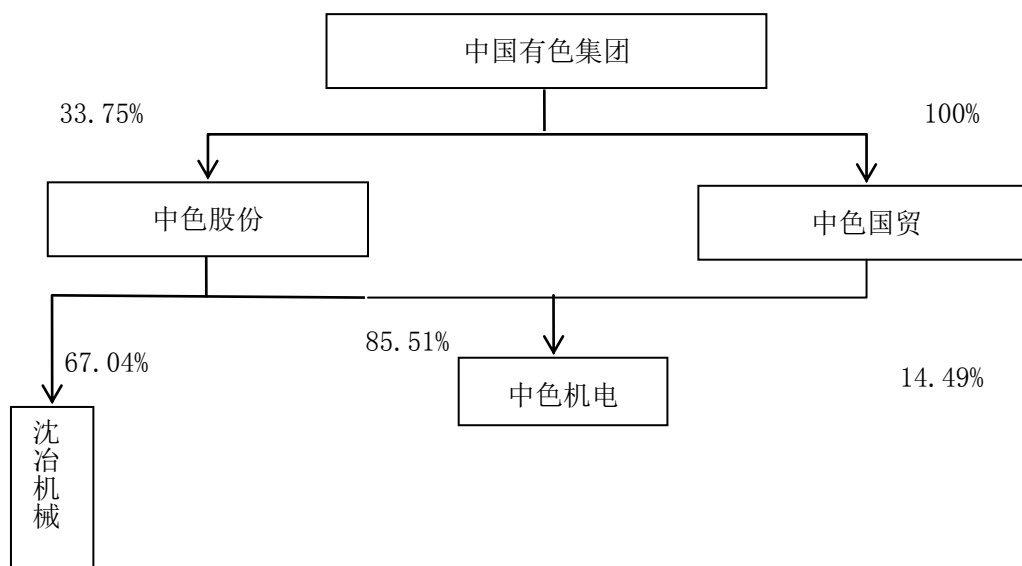 中国有色集团
33.75%
100%
中色股份
中色国贸
85.51%
67.04%
14.49%
中色机电
沈冶机械